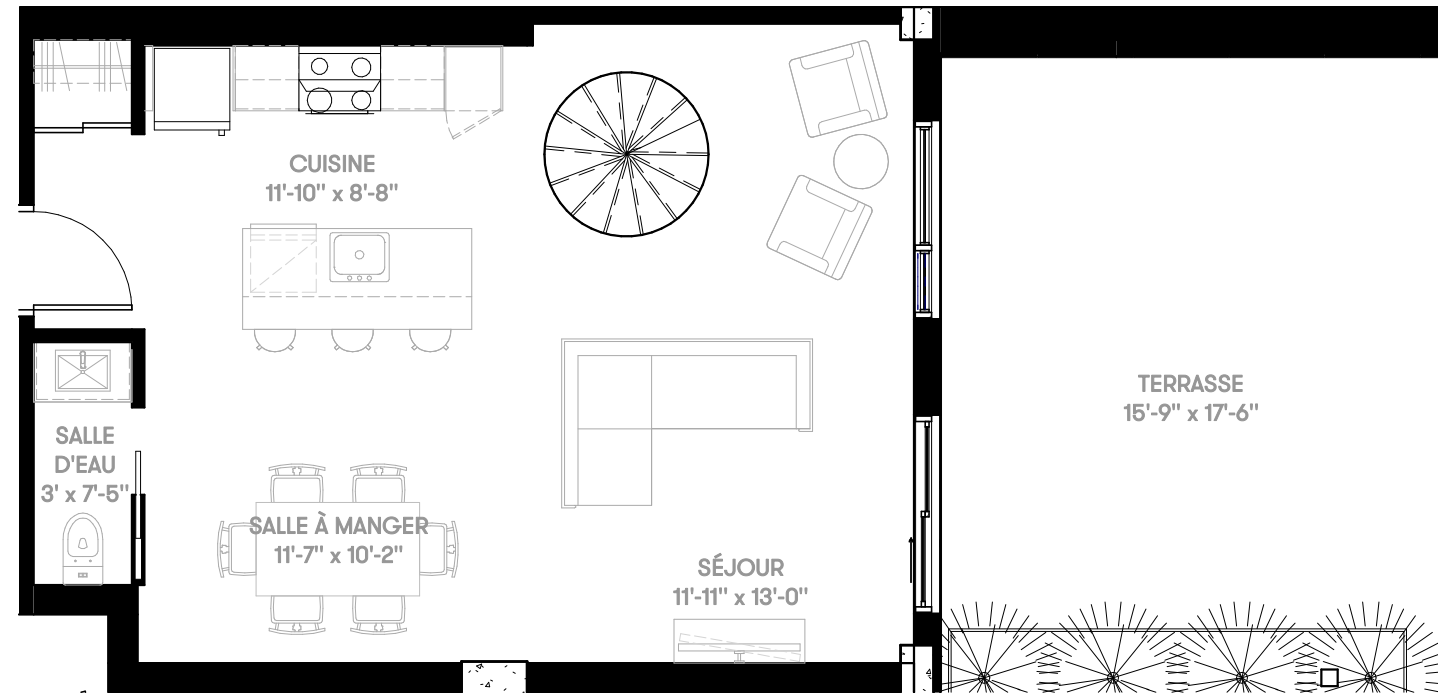 CUISINE
11'-10" x 8'-8"
TERRASSE
15'-9" x 17'-6"
SALLE
D'EAU
3' x 7'-5"
SALLE À MANGER
11'-7" x 10'-2"
SÉJOUR
11'-11" x 13'-0"